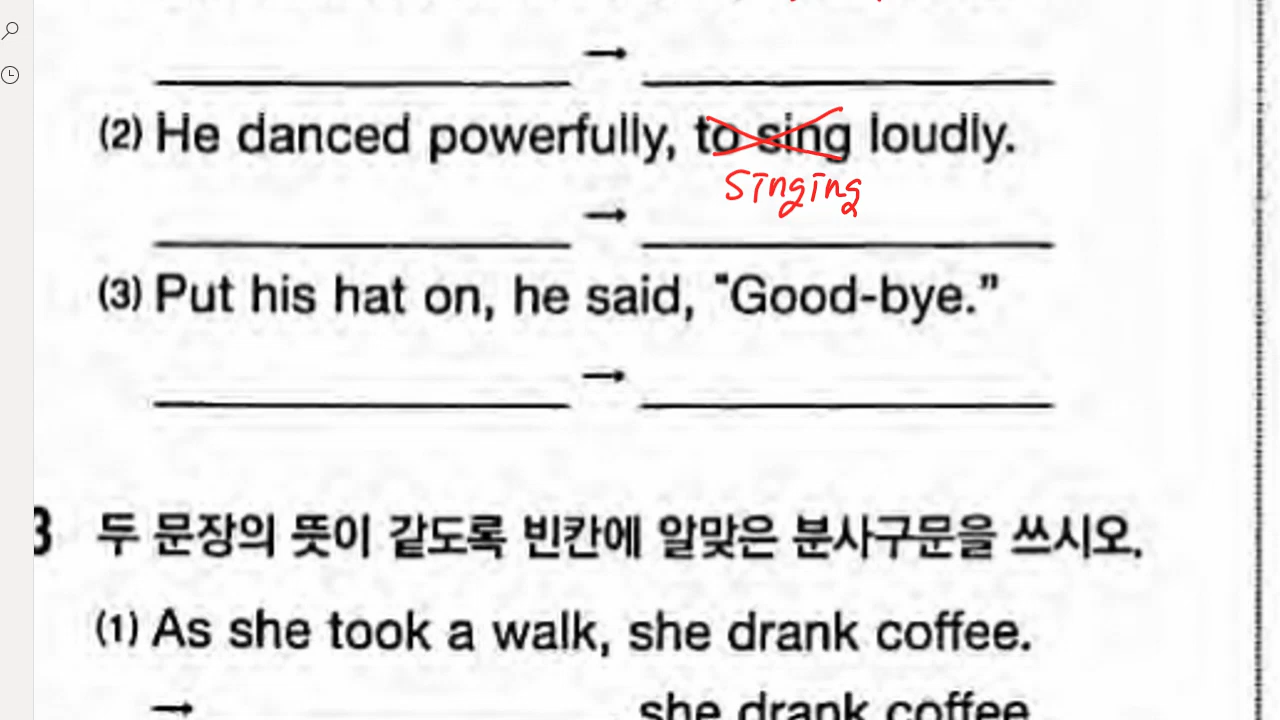 →
(2) He danced powerfully, to sing loudly.
singing
→
(3) Put his hat on, he said, "Good-bye."
→
3 두 문장의 뜻이 같도록 빈칸에 알맞은 분사구문을 쓰시오.
(1) As she took a walk, she drank coffee.
→ she drank coffee.